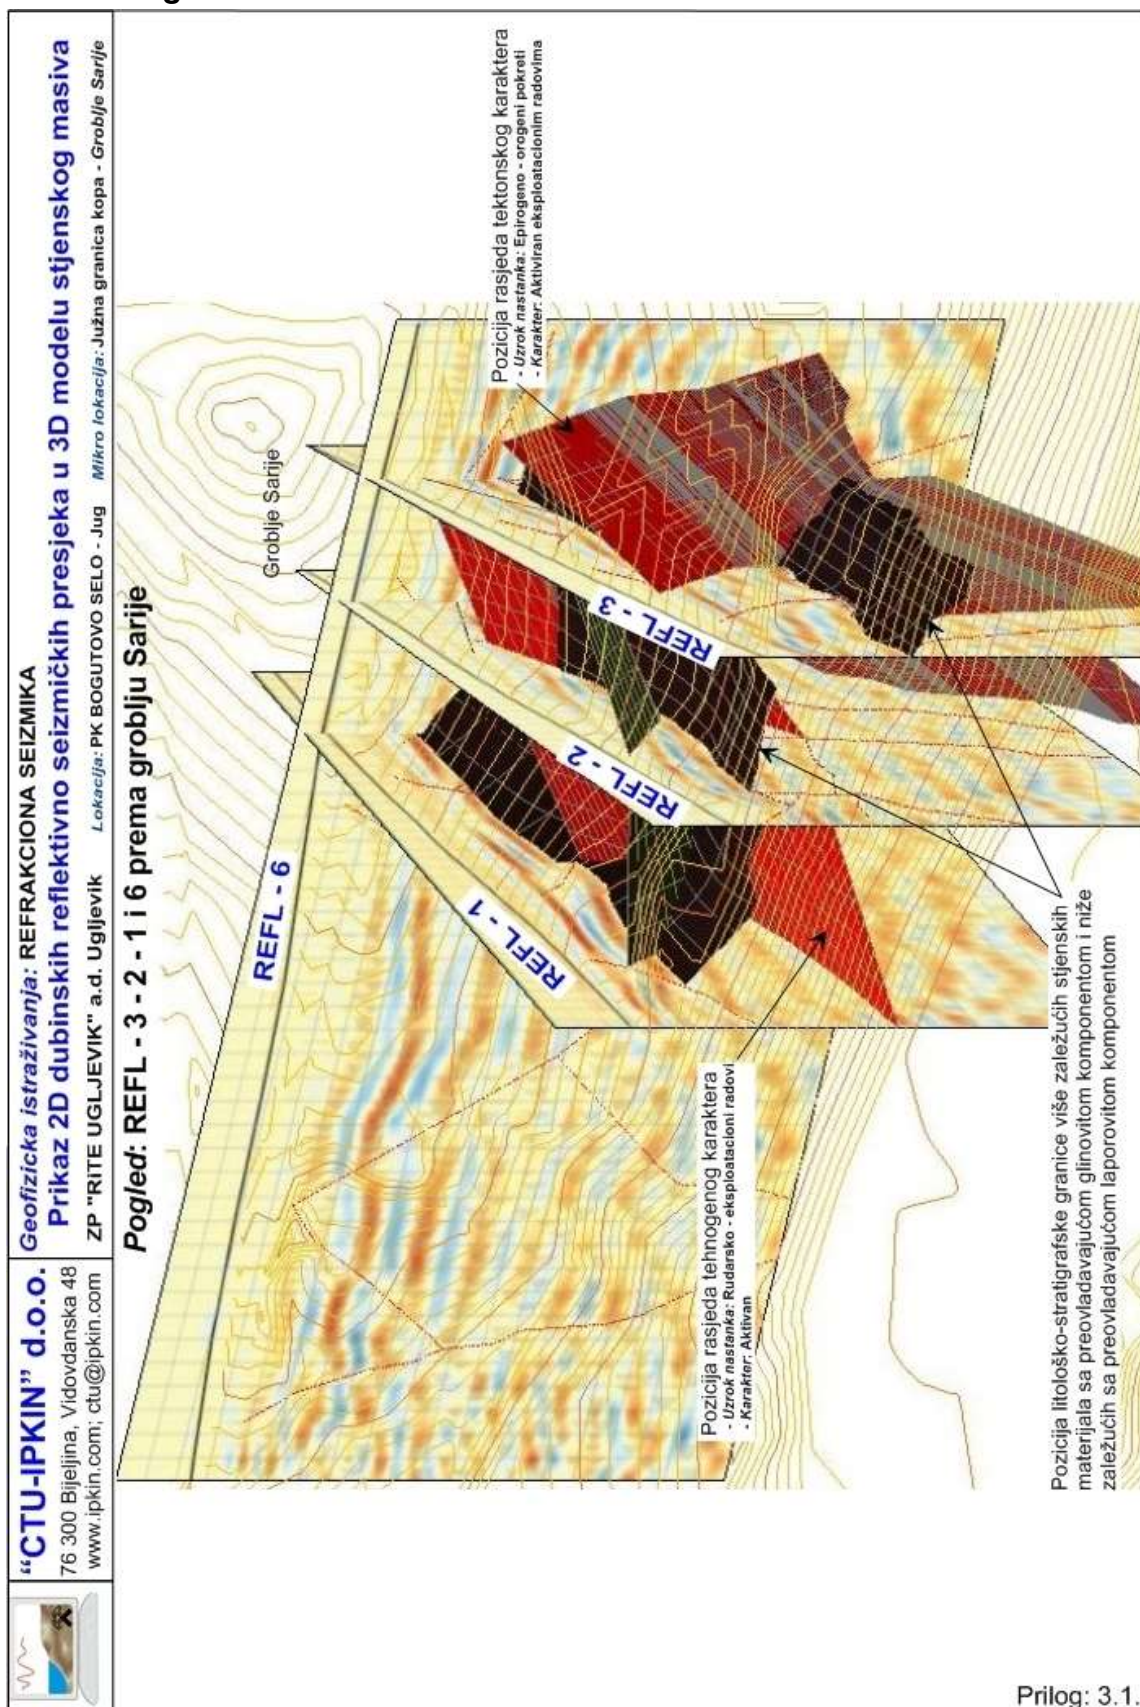 “CTU-IPKIN” d.o.o.
76 300 Bijeljina, Vidovdanska 48
www.ipkin.com; ctu@ipkin.com
Geofizicka istraživanja: REFRAKCIONA SEIZMIKA
Prikaz 2D dubinskih reflektivno seizmičkih presjeka u 3D modelu stjenskog masiva
ZP "RiTE UGLJEVIK" a.d. Ugljevik Lokacija: PK BOGUTOVO SELO - Jug Mikro lokacija: Južna granica kopa - Groblje Sarije
Pogled: REFL - 3 - 2 - 1 i 6 prema groblju Sarije
Groblje Sarije
REFL - 6
REFL - 1
REFL - 2
REFL - 3
Pozicija rasjeda tektonskog karaktera
- Uzrok nastanka: Epirogeno - orogeni pokreti
- Karakter: Aktiviran eksploatacionim radovima
Pozicija rasjeda tehnogenog karaktera
- Uzrok nastanka: Rudarsko - eksploatacioni radovi
- Karakter: Aktivan
Pozicija litološko-stratigrafske granice više zaležućih stjenskih
materijala sa preovladavajućom glinovitom komponentom i niže
zaležućih sa preovladavajućom laporovitom komponentom
Prilog: 3.1.